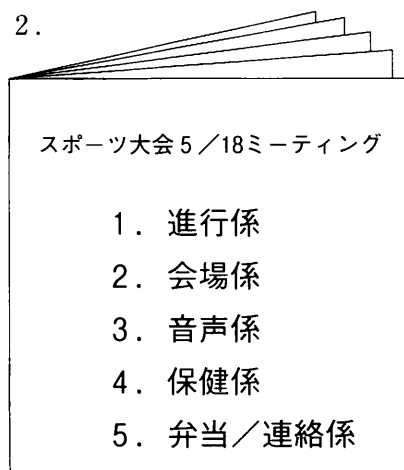 2.
スポーツ大会5／18ミーティング
1．進行係
2．会場係
3．音声係
4．保健係
5．弁当／連絡係